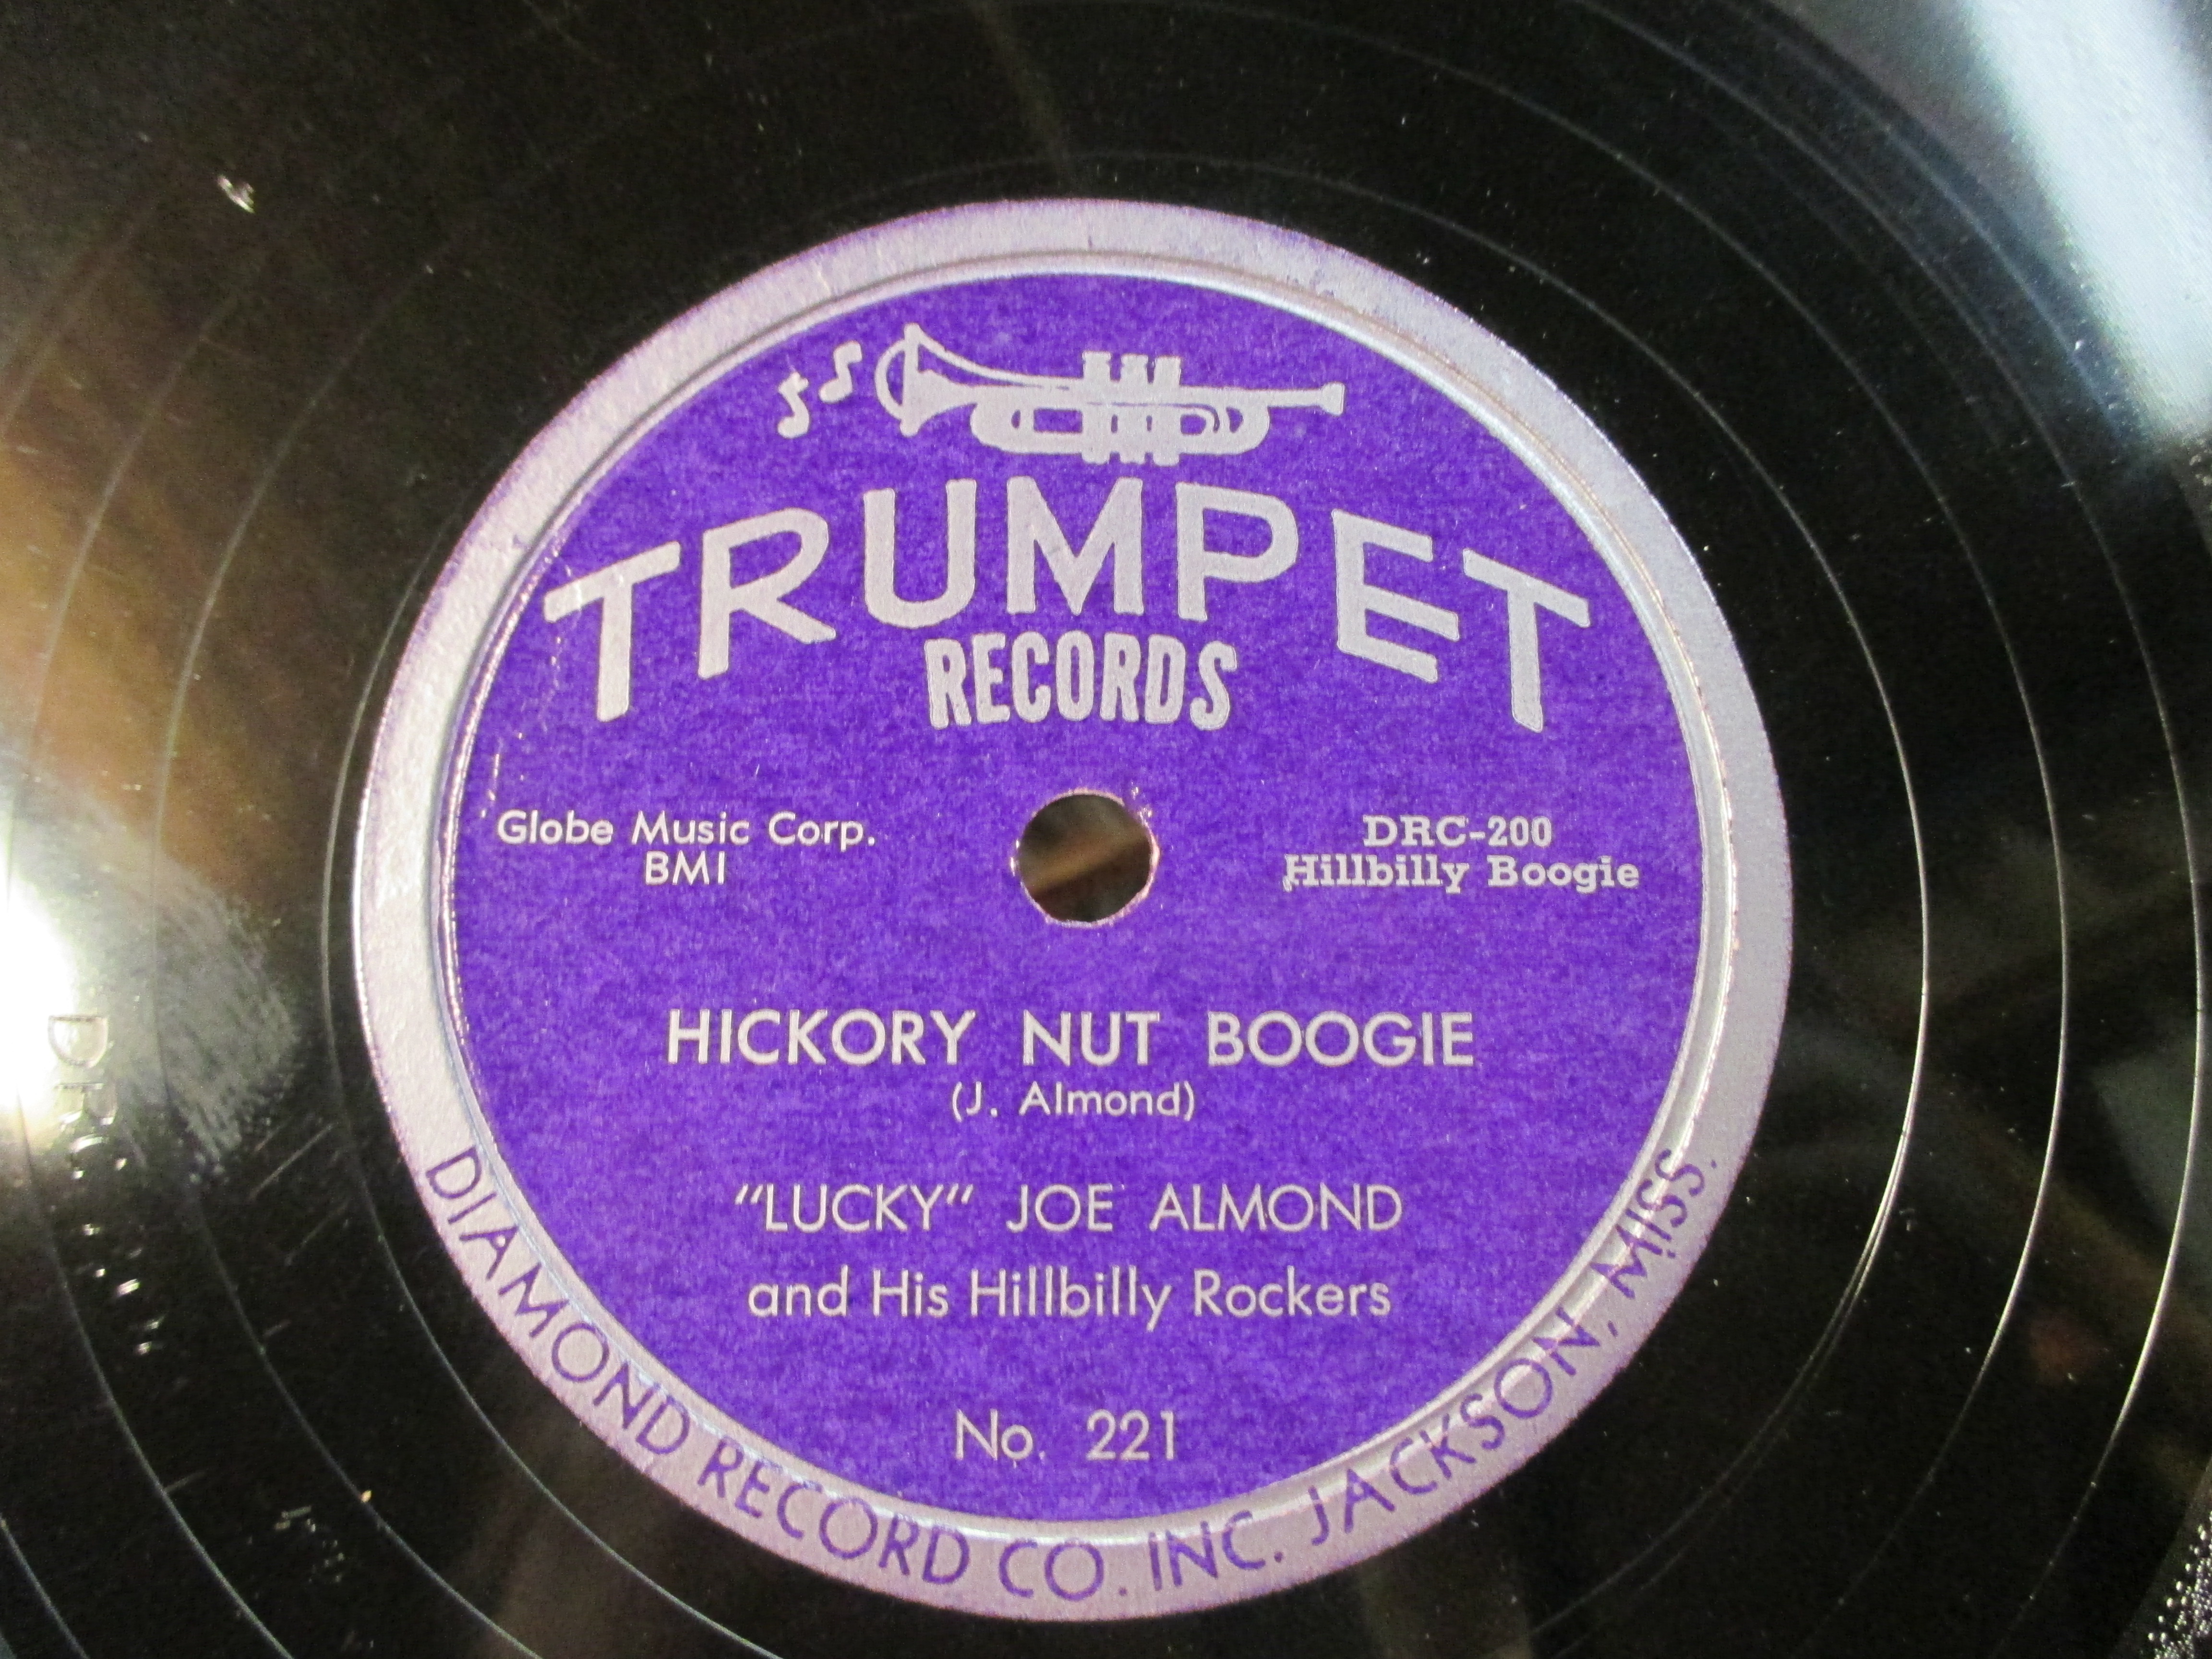 TRUMPET
RECORDS
Globe Music Corp.
BMI
DRC-200
Hillbilly Boogie
HICKORY NUT BOOGIE
(J. Almond)
"LUCKY" JOE ALMOND
and His Hillbilly Rockers
No. 221
DIAMOND RECORD CO. INC. JACKSON, MISS.
DRC